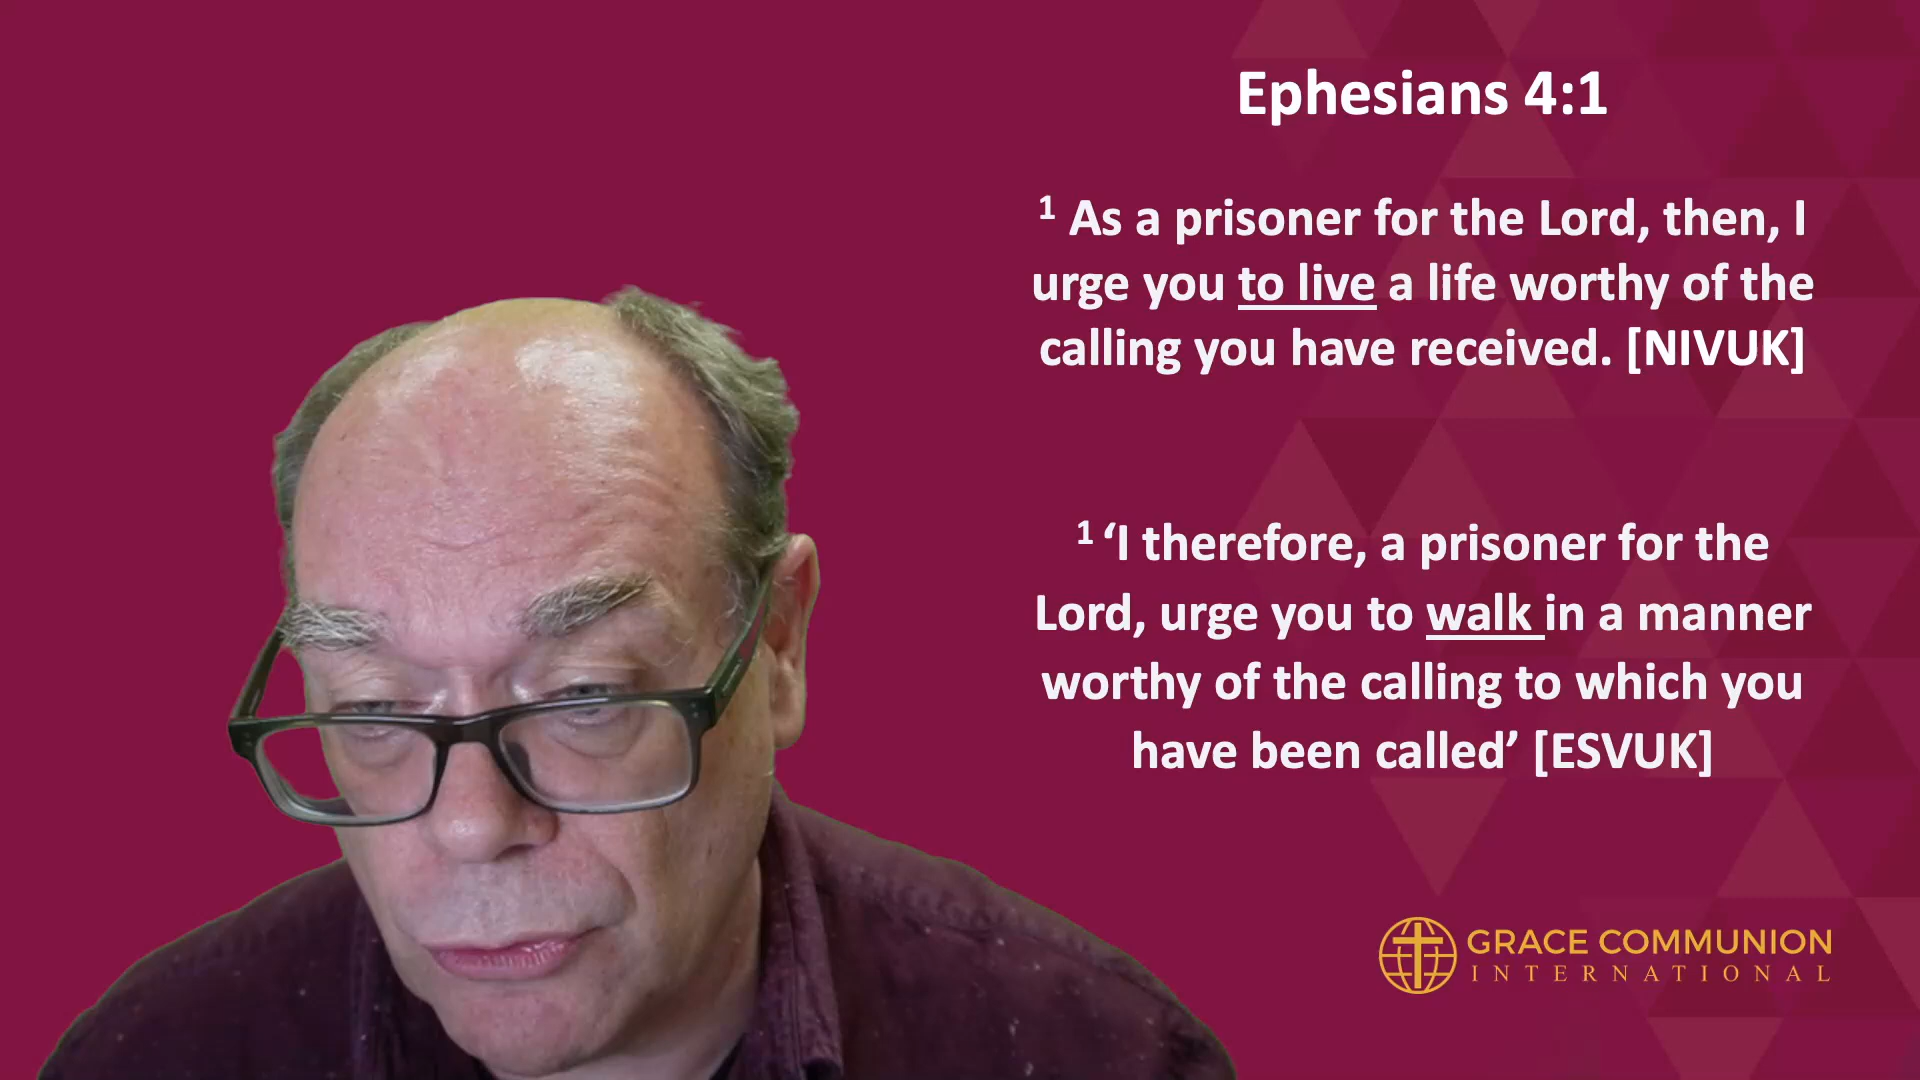 Ephesians 4:1
1 As a prisoner for the Lord, then, I
urge you to live a life worthy of the
calling you have received. [NIVUK]
1 ‘I therefore, a prisoner for the
Lord, urge you to walk in a manner
worthy of the calling to which you
have been called’ [ESVUK]
GRACE COMMUNION
INTERNATIONAL